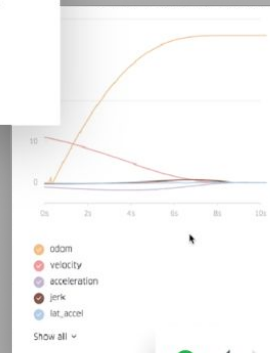 10
0
0s 2s 4s 6s 8s 10s
odom
velocity
acceleration
jerk
lat_accel
Show all